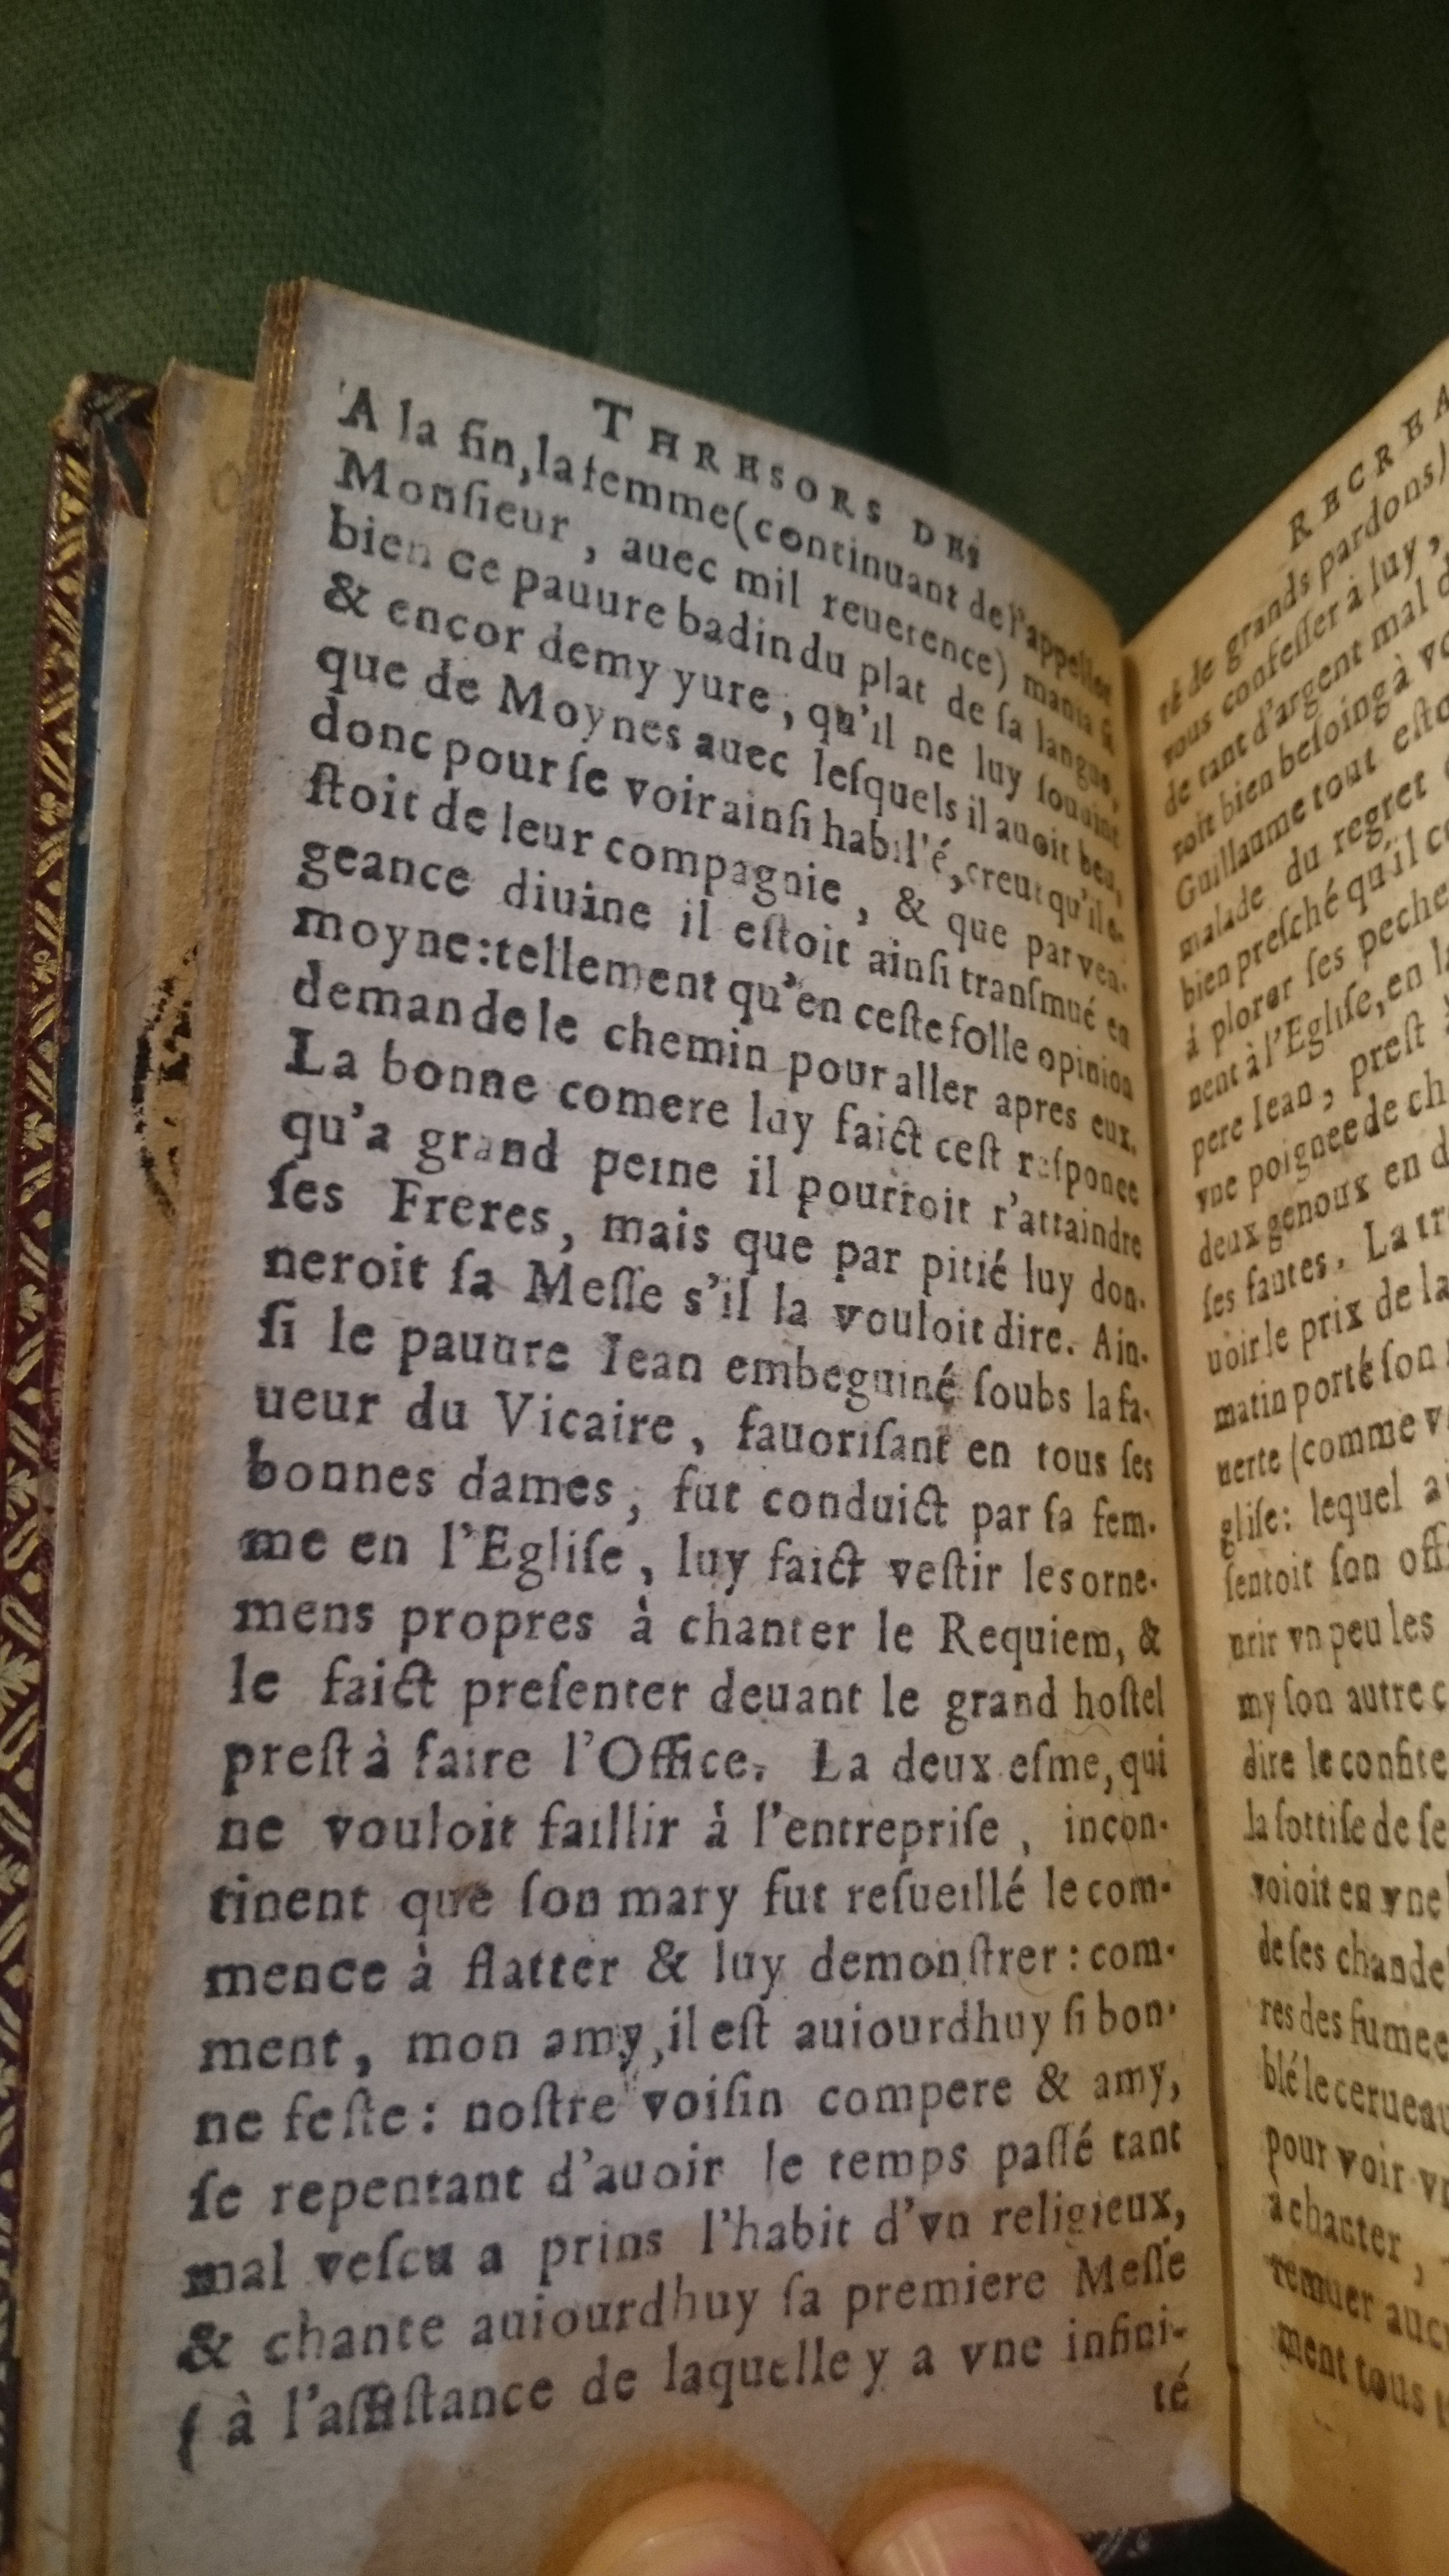 THRESORS DES
A la fin, la femme (continuant de l'appeller
Monsieur, auec mil reuerence) mania si
bien ce pauure badin du plat de sa langue,
& encor demy yure, qu'il ne luy souuint
que de Moynes auec lesquels il auoit beu,
donc pour se voir ainsi habillé, creut qu'il e-
stoit de leur compagnie, & que par ven-
geance diuine il estoit ainsi transmué en
moyne: tellement qu'en ceste folle opinion
demande le chemin pour aller apres eux.
La bonne comere luy faict cest responce
qu'a grand peine il pourroit r'attaindre
ses Freres, mais que par pitié luy don-
neroit sa Messe s'il la vouloit dire. Ain-
si le pauure Iean embeguiné soubs la fa-
ueur du Vicaire, fauorisant en tous ses
bonnes dames, fut conduict par sa fem-
me en l'Eglise, luy faict vestir les orne-
mens propres à chanter le Requiem, &
le faict presenter deuant le grand hostel
prest à faire l'Office. La deuxesme, qui
ne vouloit faillir à l'entreprise, incon-
tinent que son mary fut resueillé le com-
mence à flatter & luy demonstrer: com-
ment, mon amy, il est auiourdhuy si bon-
ne feste: nostre voisin compere & amy,
se repentant d'auoir le temps passé tant
mal vescu a prins l'habit d'vn religieux,
& chante auiourdhuy sa premiere Messe
( à l'assistance de laquelle y a vne infini-
té
RECREA
té de grands pardons)
vous confesser à luy,
de tant d'argent mal
roit bien besoing à
Guillaume tout
malade du regret
bien presché qu'il
à plorer ses peche
nent à l'Eglise, en
pere Iean, prest
vne poignee de ch
deux genoux en d
ses fautes. La tr
uoir le prix de la
matin porté son
uerte (comme v
glise: lequel a
sentoit son off
urir vn peu les
my son autre
dire le confite
la sottise de se
voioit en vne
de ses chande
res des fumee
blé le cerueau
pour voir
à chanter,
remuer auc
ment tous